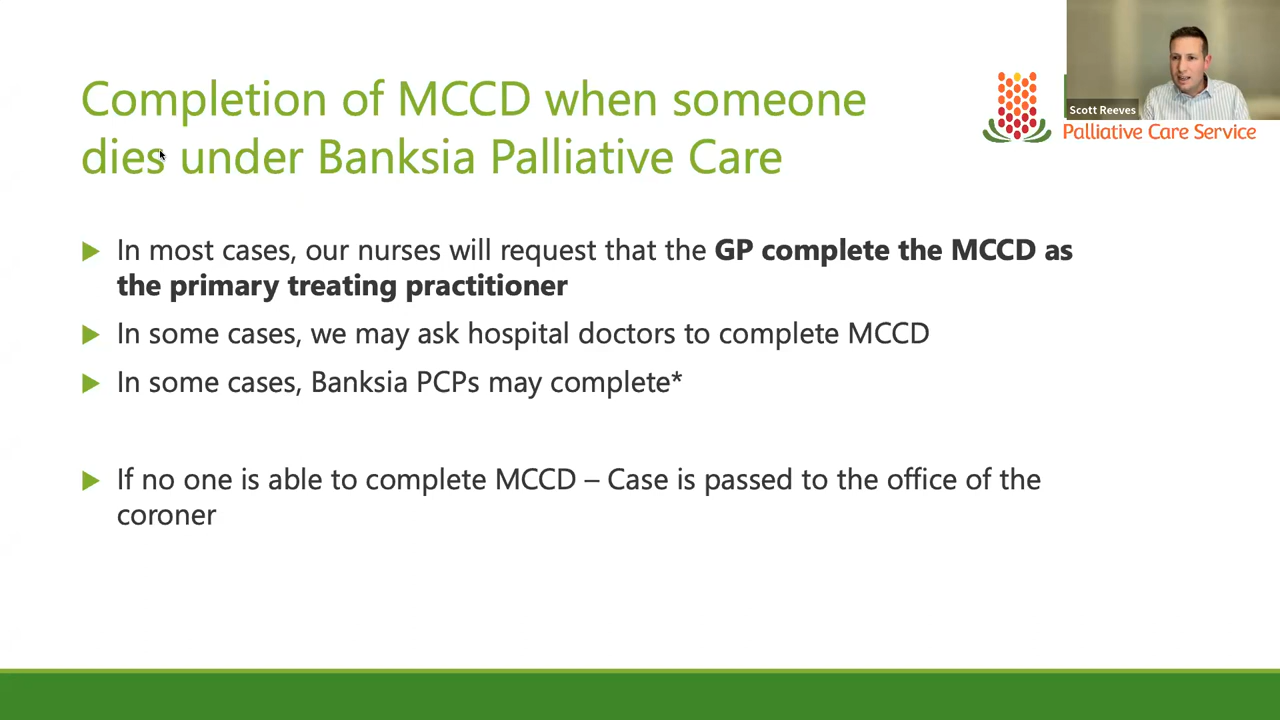 Completion of MCCD when someone
dies under Banksia Palliative Care
Scott Reeves
Palliative Care Service
In most cases, our nurses will request that the GP complete the MCCD as
the primary treating practitioner
In some cases, we may ask hospital doctors to complete MCCD
In some cases, Banksia PCPs may complete*
If no one is able to complete MCCD – Case is passed to the office of the
coroner